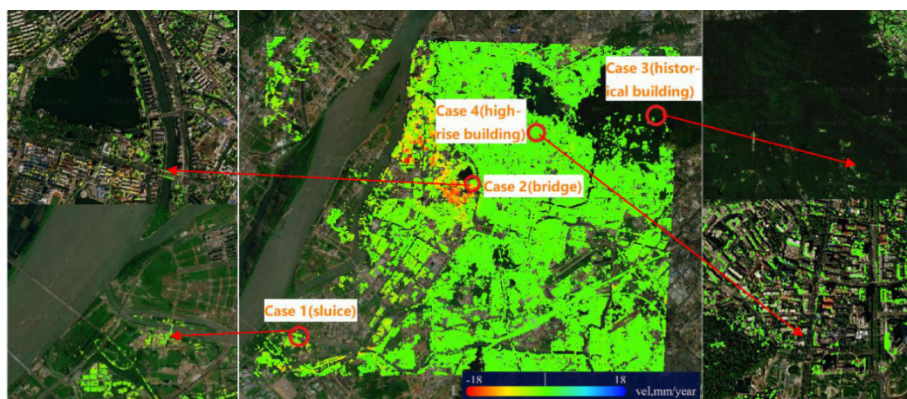 Case 3(histor-
ical building)
Case 4(high-
rise building)
Case 2(bridge)
Case 1(sluice)
-18
18
vel,mm/year